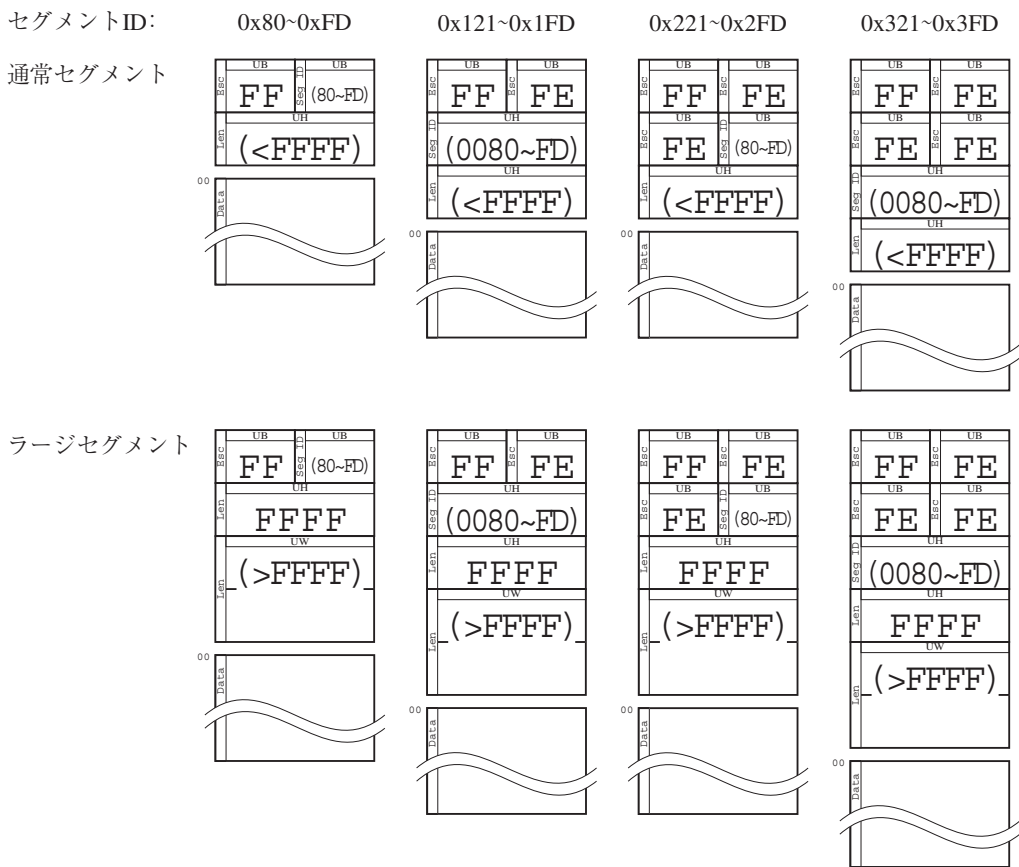 セグメントID: 0x80~0xFD 0x121~0x1FD 0x221~0x2FD 0x321~0x3FD
通常セグメント
UB UB UB UB UB UB UB UB
Esc FF Seg ID (80~FD) Esc FF Esc FE Esc FF Esc FE Esc FF Esc FE
UH UH UB UB UB UB
Len (<FFFF) Seg ID (0080~FD) Esc FE Seg ID (80~FD) Esc FE Esc FE
UH UH UH
00 Data Len (<FFFF) Len (<FFFF) Seg ID (0080~FD)
UH
00 Data 00 Data Len (<FFFF)
00 Data
ラージセグメント
UB UB UB UB UB UB UB UB
Esc FF Seg ID (80~FD) Esc FF Esc FE Esc FF Esc FE Esc FF Esc FE
UH UH UB UB UB UB
Len FFFF Seg ID (0080~FD) Esc FE Seg ID (80~FD) Esc FE Esc FE
UW UH UH UH
Len (>FFFF) Len FFFF Len FFFF Seg ID (0080~FD)
UW UW UH
Len (>FFFF) Len (>FFFF) Len FFFF
UW
00 Data Len (>FFFF)
00 Data 00 Data
00 Data